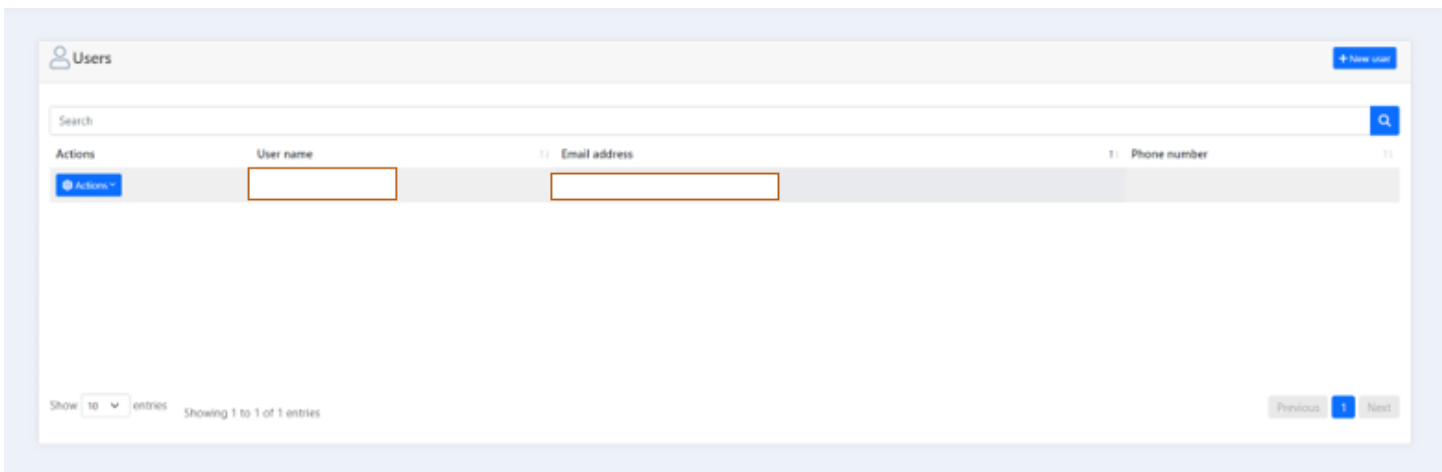 Users
+ New user
Search
Actions User name Email address Phone number
Actions
Show 10 entries Showing 1 to 1 of 1 entries Previous 1 Next